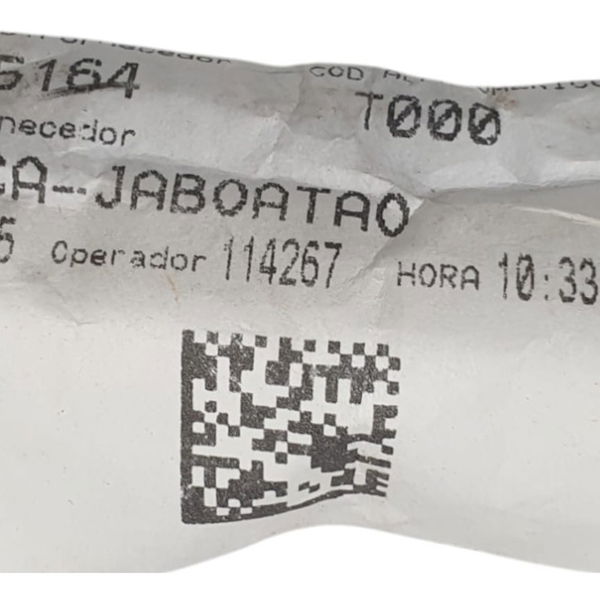 COD
5164 T000
necedor
CA-JABOATAO
5 Operador 114267 HORA 10:33